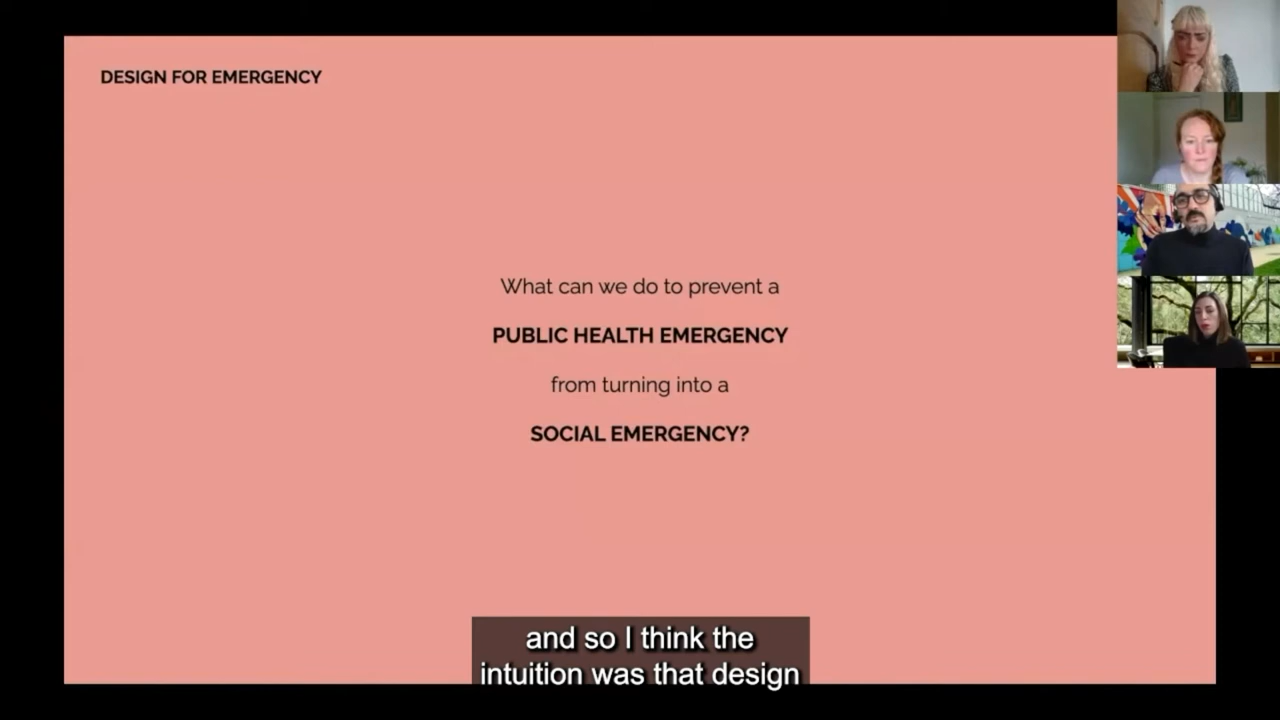 DESIGN FOR EMERGENCY
What can we do to prevent a
PUBLIC HEALTH EMERGENCY
from turning into a
SOCIAL EMERGENCY?
and so I think the
intuition was that design